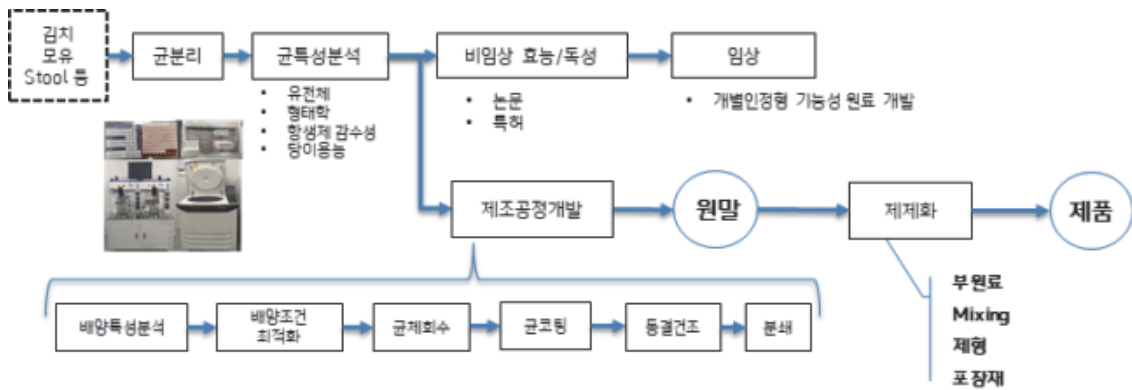 김치
모유
Stool 등
균분리
균특성분석
• 유전체
• 형태학
• 항생제 감수성
• 당이용능
비임상 효능/독성
• 논문
• 특허
임상
• 개별인정형 기능성 원료 개발
제조공정개발
원말
제제화
제품
부원료
Mixing
제형
포장재
배양특성분석
배양조건
최적화
균체회수
균코팅
동결건조
분쇄